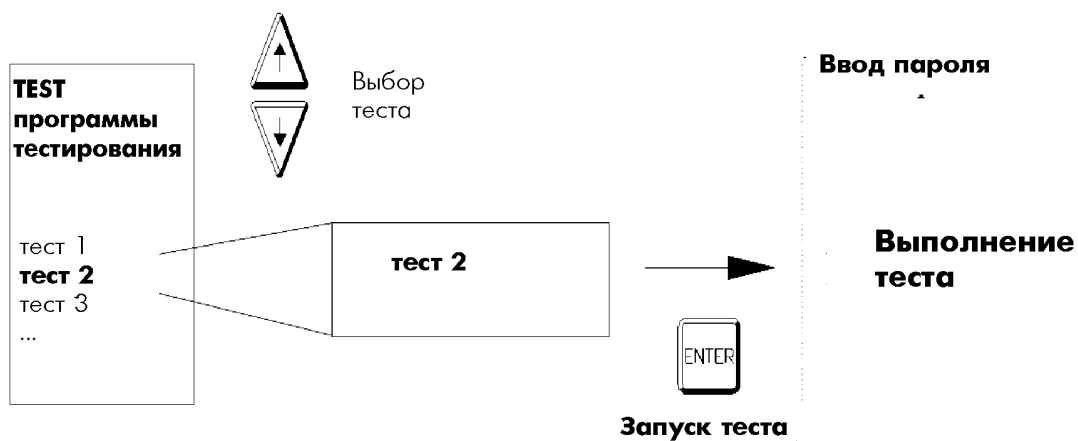 TEST
программы
тестирования
тест 1
тест 2
тест 3
...
Выбор
теста
тест 2
ENTER
Запуск теста
Ввод пароля
Выполнение
теста